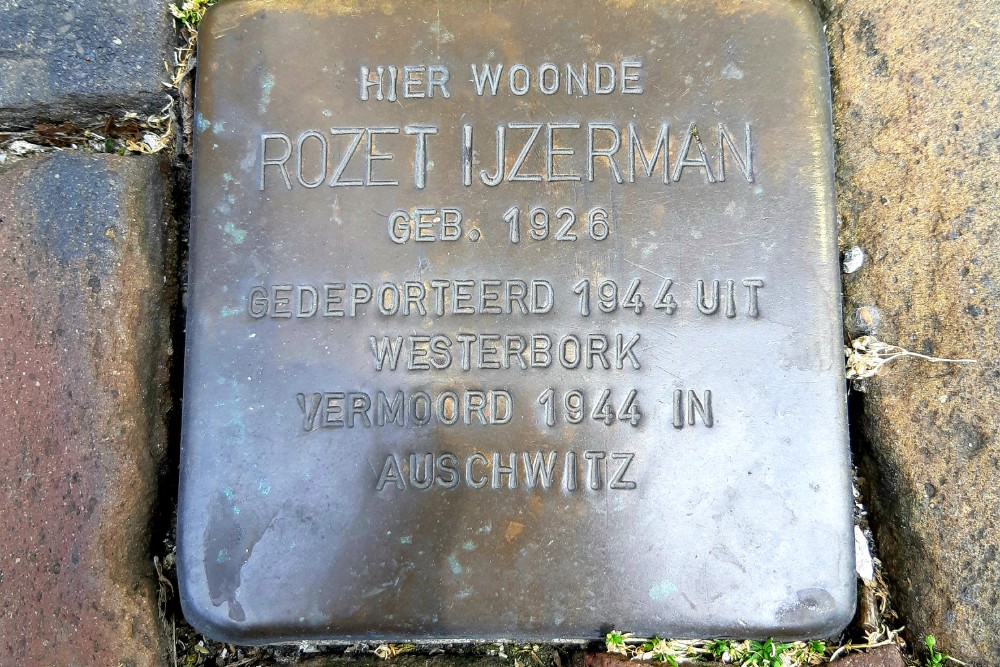 HIER WOONDE
ROZET IJZERMAN
GEB. 1926
GEDEPORTEERD 1944 UIT
WESTERBORK
VERMOORD 1944 IN
AUSCHWITZ